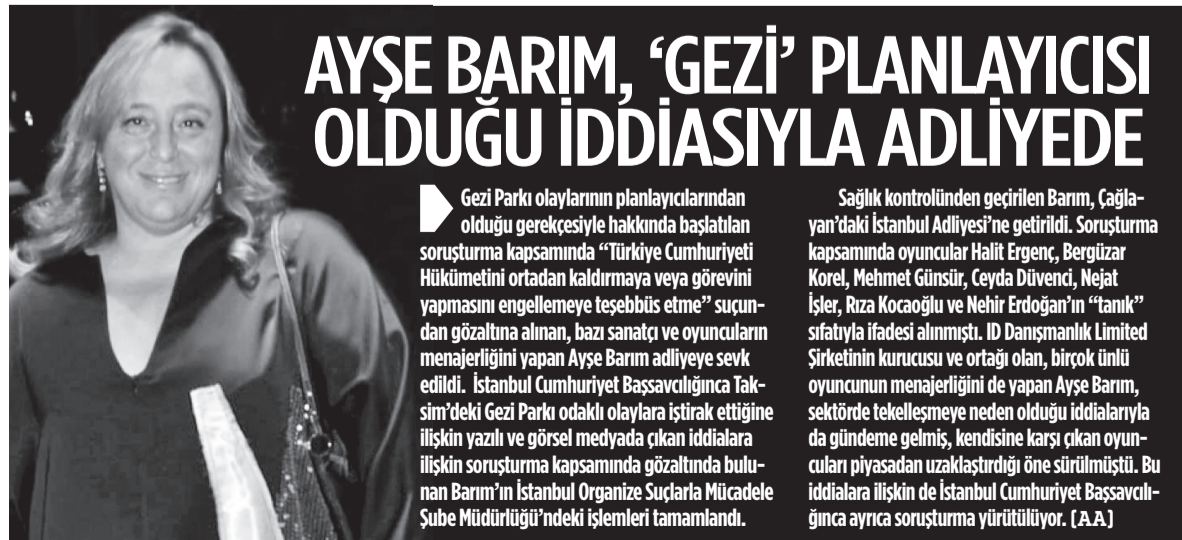 AYŞE BARIM, ‘GEZİ’ PLANLAYICISI
OLDUĞU İDDİASIYLA ADLİYEDE
Gezi Parkı olaylarının planlayıcılarından
olduğu gerekçesiyle hakkında başlatılan
soruşturma kapsamında “Türkiye Cumhuriyeti
Hükümetini ortadan kaldırmaya veya görevini
yapmasını engellemeye teşebbüs etme” suçun-
dan gözaltına alınan, bazı sanatçı ve oyuncuların
menajerliğini yapan Ayşe Barım adliyeye sevk
edildi. İstanbul Cumhuriyet Başsavcılığınca Tak-
sim’deki Gezi Parkı odaklı olaylara iştirak ettiğine
ilişkin yazılı ve görsel medyada çıkan iddialara
ilişkin soruşturma kapsamında gözaltında bulu-
nan Barım’ın İstanbul Organize Suçlarla Mücadele
Şube Müdürlüğü’ndeki işlemleri tamamlandı.
Sağlık kontrolünden geçirilen Barım, Çağla-
yan’daki İstanbul Adliyesi’ne getirildi. Soruşturma
kapsamında oyuncular Halit Ergenç, Bergüzar
Korel, Mehmet Günsür, Ceyda Düvenci, Nejat
İşler, Rıza Kocaoğlu ve Nehir Erdoğan’ın “tanık”
sıfatıyla ifadesi alınmıştı. ID Danışmanlık Limited
Şirketinin kurucusu ve ortağı olan, birçok ünlü
oyuncunun menajerliğini de yapan Ayşe Barım,
sektörde tekelleşmeye neden olduğu iddialarıyla
da gündeme gelmiş, kendisine karşı çıkan oyun-
cuları piyasadan uzaklaştırdığı öne sürülmüştü. Bu
iddialara ilişkin de İstanbul Cumhuriyet Başsavcılı-
ğınca ayrıca soruşturma yürütülüyor. (AA)